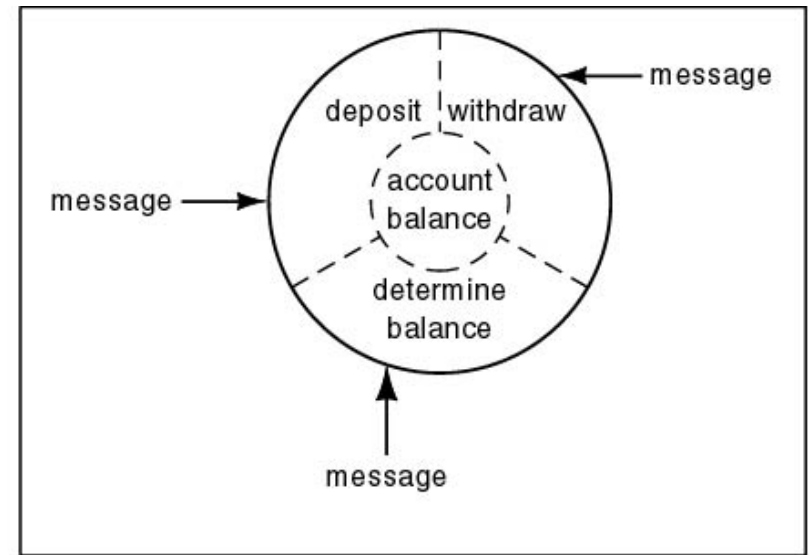 message
deposit
withdraw
account
balance
message
determine
balance
message